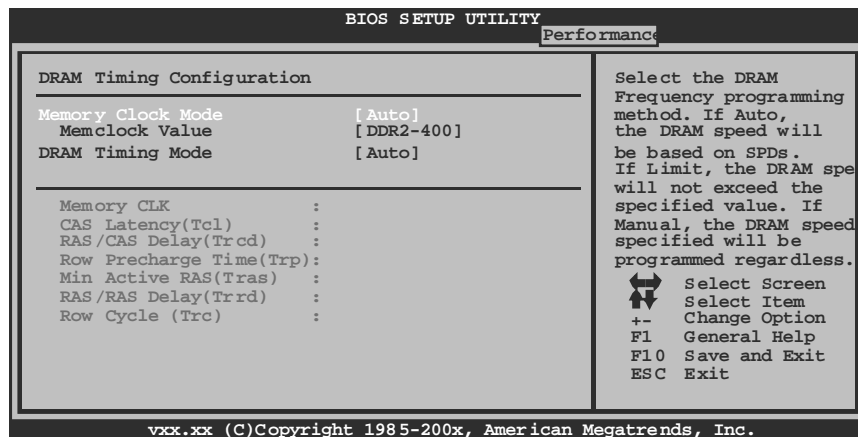 BIOS SETUP UTILITY
Performance
DRAM Timing Configuration
Memory Clock Mode [Auto]
Memclock Value [DDR2-400]
DRAM Timing Mode [Auto]
Memory CLK :
CAS Latency(Tcl) :
RAS/CAS Delay(Trcd) :
Row Precharge Time(Trp):
Min Active RAS(Tras) :
RAS/RAS Delay(Trrd) :
Row Cycle (Trc) :
Select the DRAM
Frequency programming
method. If Auto,
the DRAM speed will
be based on SPDs.
If Limit, the DRAM spe
will not exceed the
specified value. If
Manual, the DRAM speed
specified will be
programmed regardless.
Select Screen
Select Item
+- Change Option
F1 General Help
F10 Save and Exit
ESC Exit
vxx.xx (C)Copyright 1985-200x, American Megatrends, Inc.